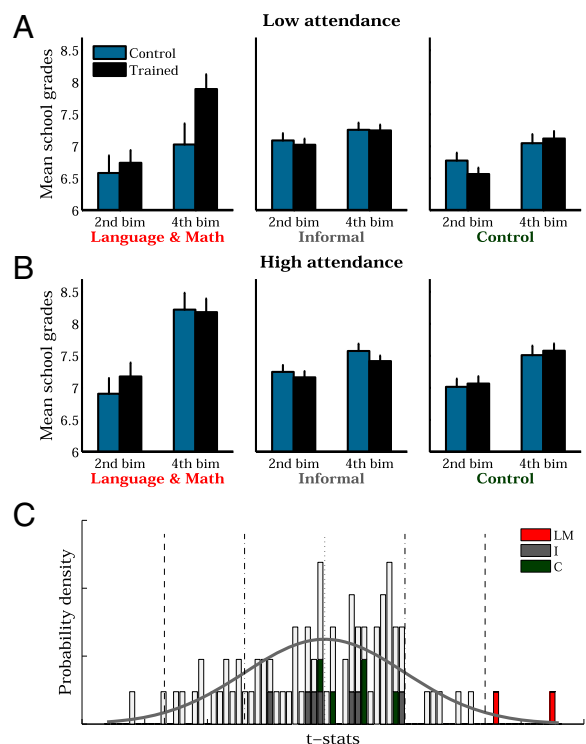 A
Low attendance
Mean school grades
8.5
8
7.5
7
6.5
6
Control
Trained
2nd bim 4th bim
Language & Math
2nd bim 4th bim
Informal
2nd bim 4th bim
Control
B
High attendance
Mean school grades
8.5
8
7.5
7
6.5
6
2nd bim 4th bim
Language & Math
2nd bim 4th bim
Informal
2nd bim 4th bim
Control
C
Probability density
LM
I
C
t−stats